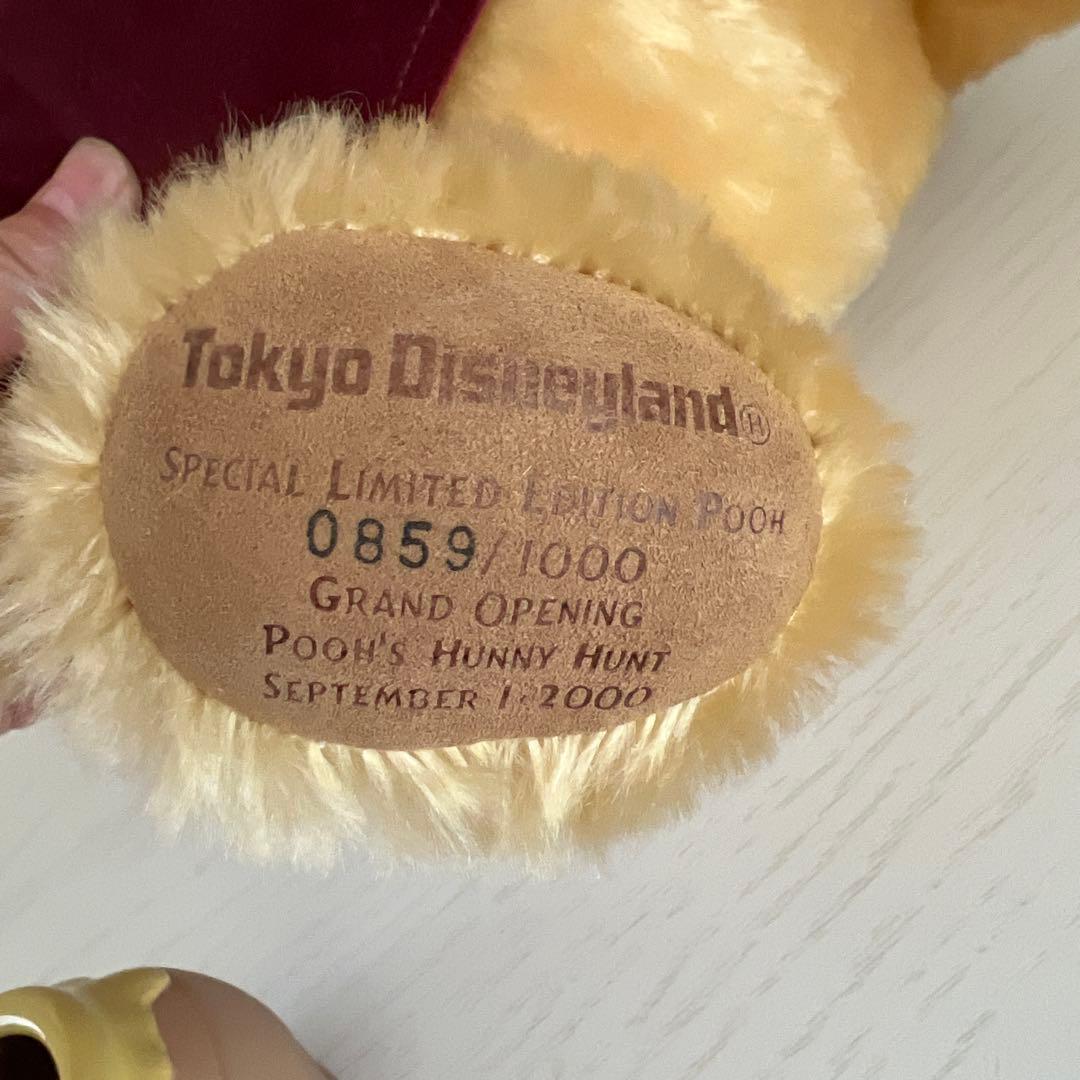 Tokyo Disneyland®
SPECIAL LIMITED EDITION POOH
0859/1000
GRAND OPENING
POOH'S HUNNY HUNT
SEPTEMBER 1·2000